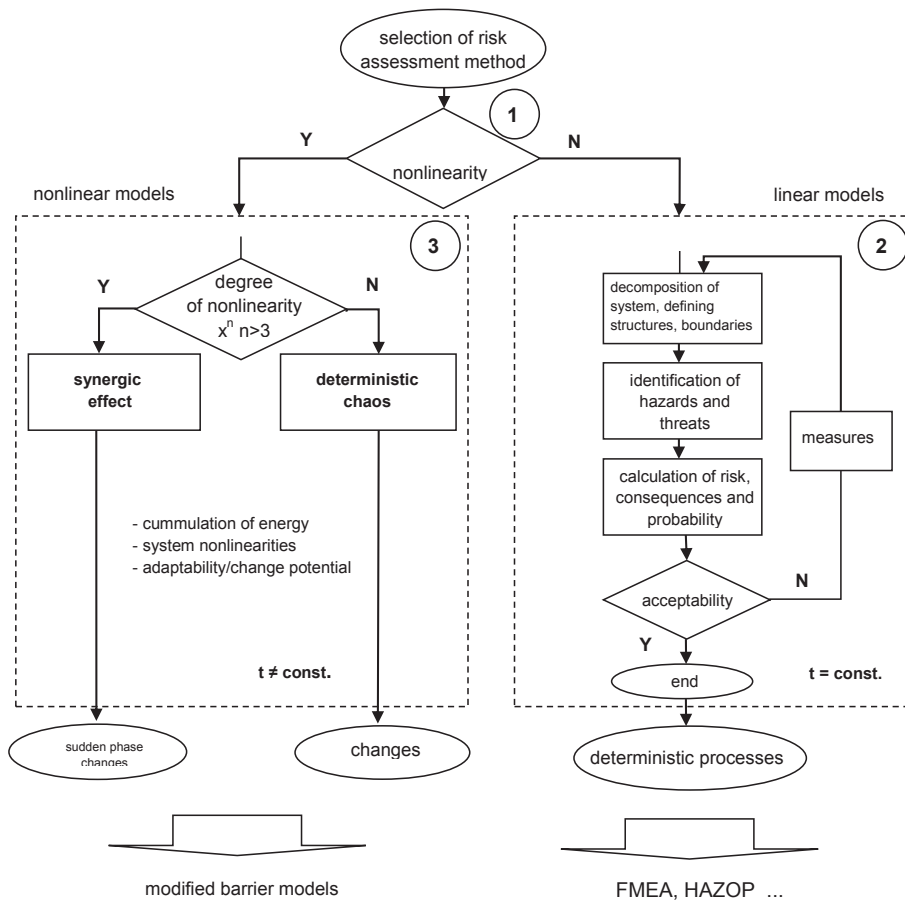 selection of risk
assessment method
1
Y
N
nonlinearity
nonlinear models
linear models
3
2
degree
of nonlinearity
xⁿ n>3
Y
N
synergic
effect
deterministic
chaos
- cummulation of energy
- system nonlinearities
- adaptability/change potential
t ≠ const.
sudden phase
changes
changes
modified barrier models
decomposition of
system, defining
structures, boundaries
identification of
hazards and
threats
measures
calculation of risk,
consequences and
probability
acceptability
N
Y
end
t = const.
deterministic processes
FMEA, HAZOP ...